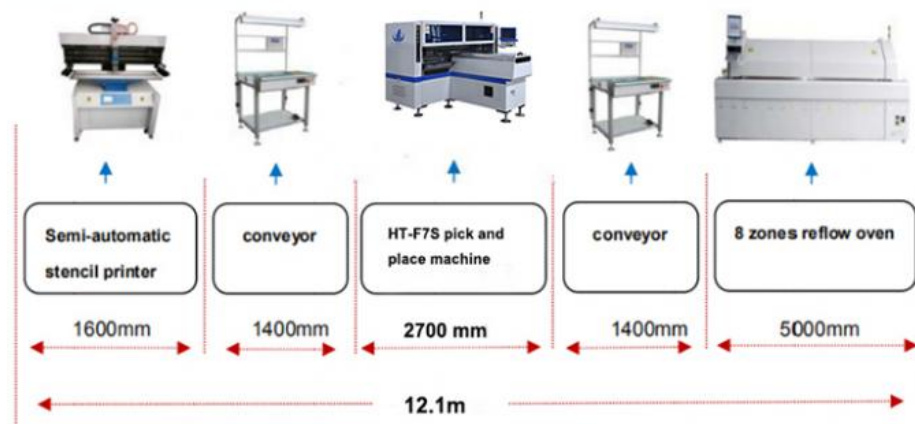 Semi-automatic
stencil printer
conveyor
HT-F7S pick and
place machine
conveyor
8 zones reflow oven
1600mm
1400mm
2700 mm
1400mm
5000mm
12.1m